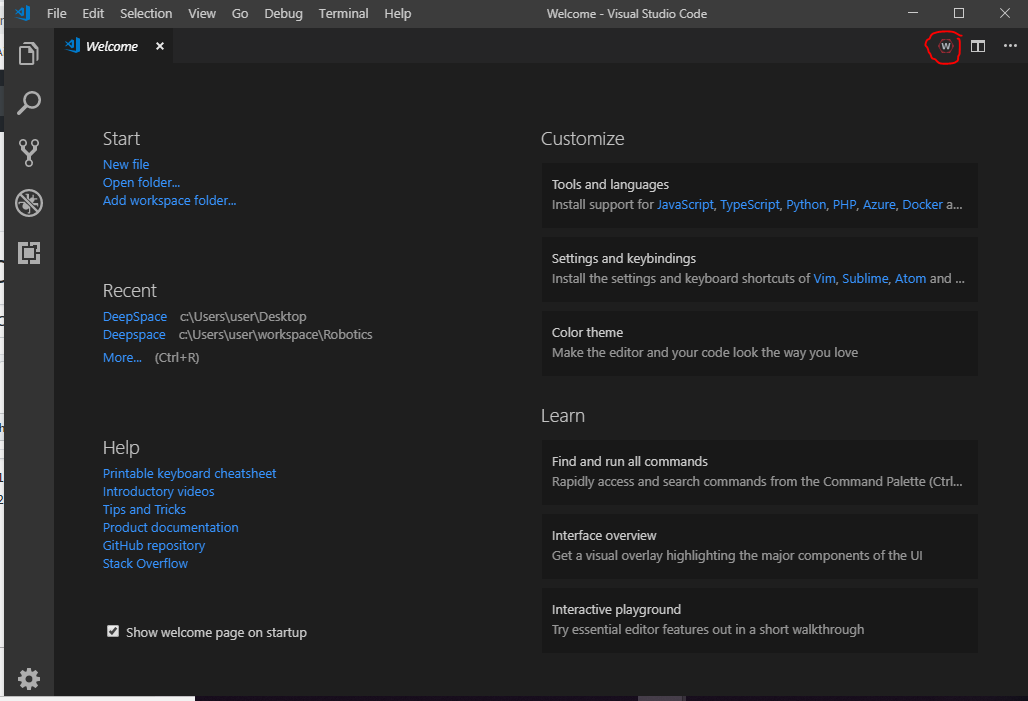 File Edit Selection View Go Debug Terminal Help
Welcome - Visual Studio Code
Welcome
W
Start
New file
Open folder...
Add workspace folder...
Recent
DeepSpace c:\Users\user\Desktop
Deepspace c:\Users\user\workspace\Robotics
More... (Ctrl+R)
Help
Printable keyboard cheatsheet
Introductory videos
Tips and Tricks
Product documentation
GitHub repository
Stack Overflow
Show welcome page on startup
Customize
Tools and languages
Install support for JavaScript, TypeScript, Python, PHP, Azure, Docker a...
Settings and keybindings
Install the settings and keyboard shortcuts of Vim, Sublime, Atom and ...
Color theme
Make the editor and your code look the way you love
Learn
Find and run all commands
Rapidly access and search commands from the Command Palette (Ctrl...
Interface overview
Get a visual overlay highlighting the major components of the UI
Interactive playground
Try essential editor features out in a short walkthrough